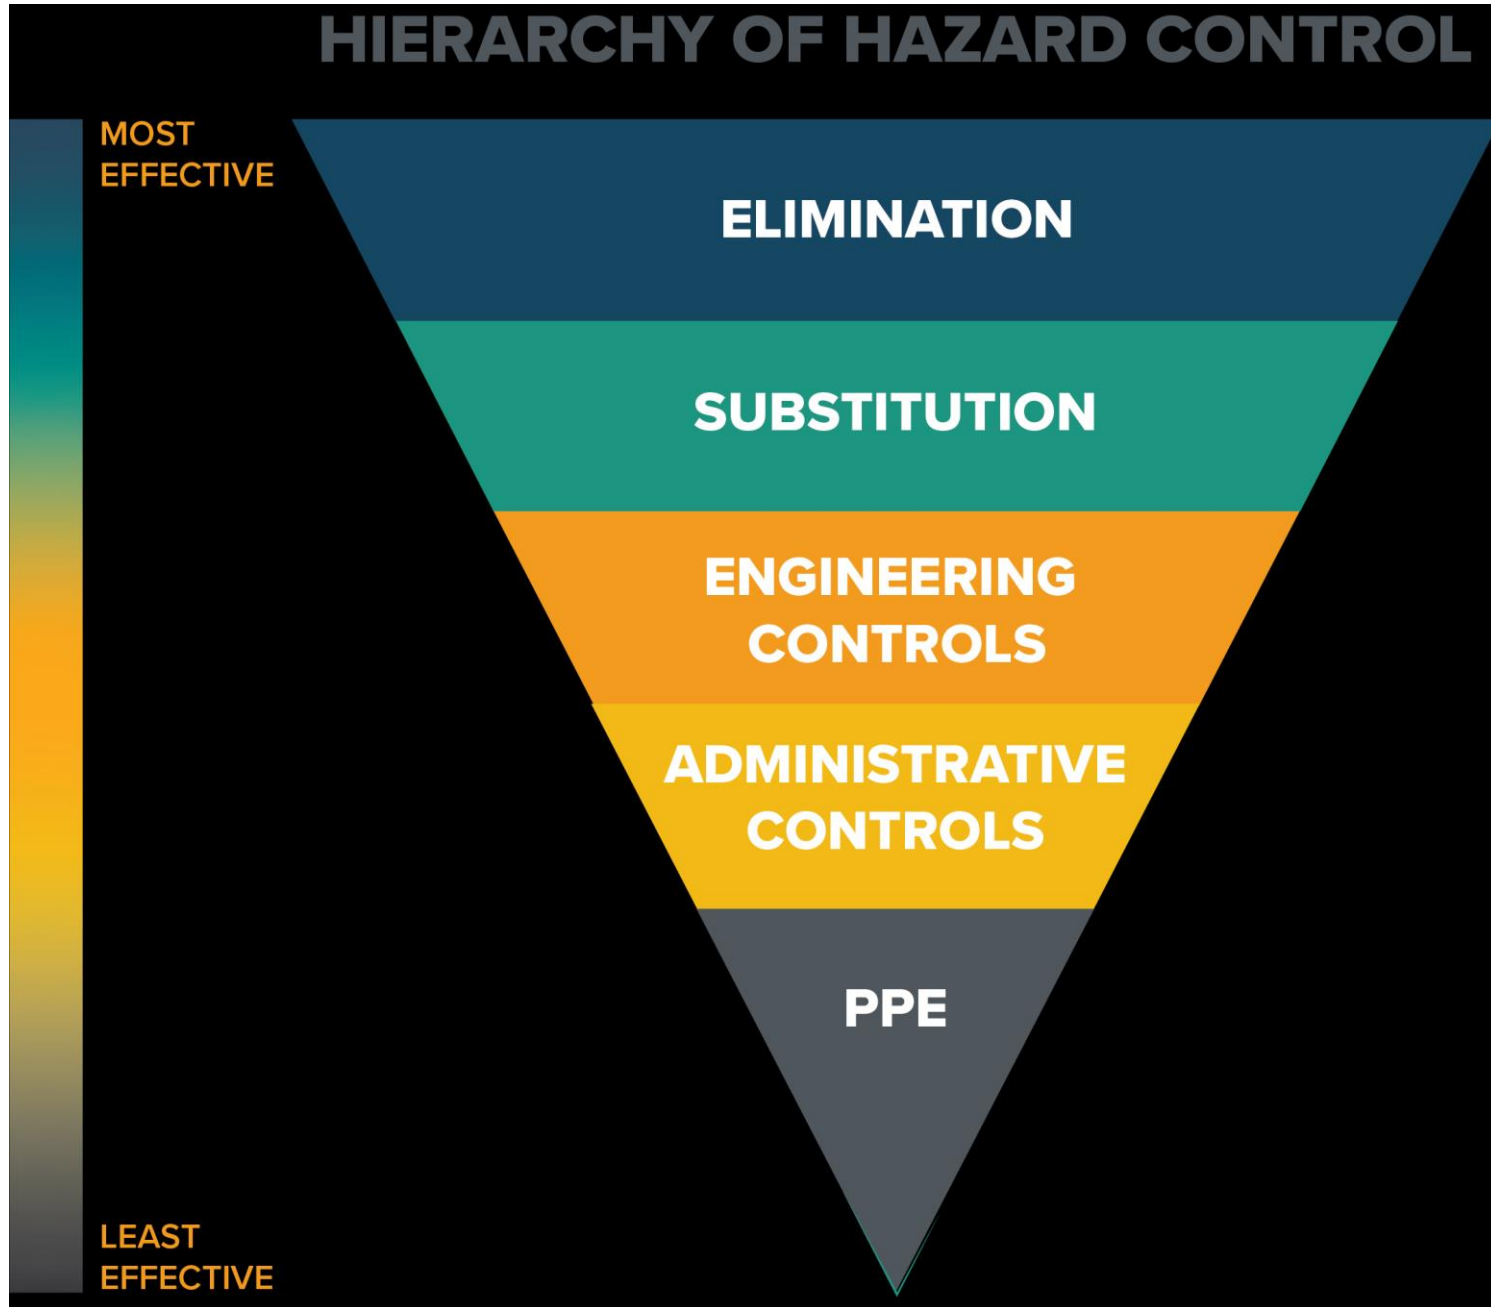 HIERARCHY OF HAZARD CONTROL
MOST
EFFECTIVE
ELIMINATION
SUBSTITUTION
ENGINEERING
CONTROLS
ADMINISTRATIVE
CONTROLS
PPE
LEAST
EFFECTIVE